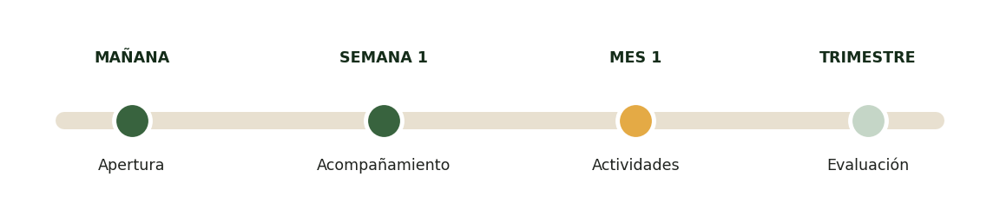 MAÑANA
SEMANA 1
MES 1
TRIMESTRE
Apertura
Acompañamiento
Actividades
Evaluación